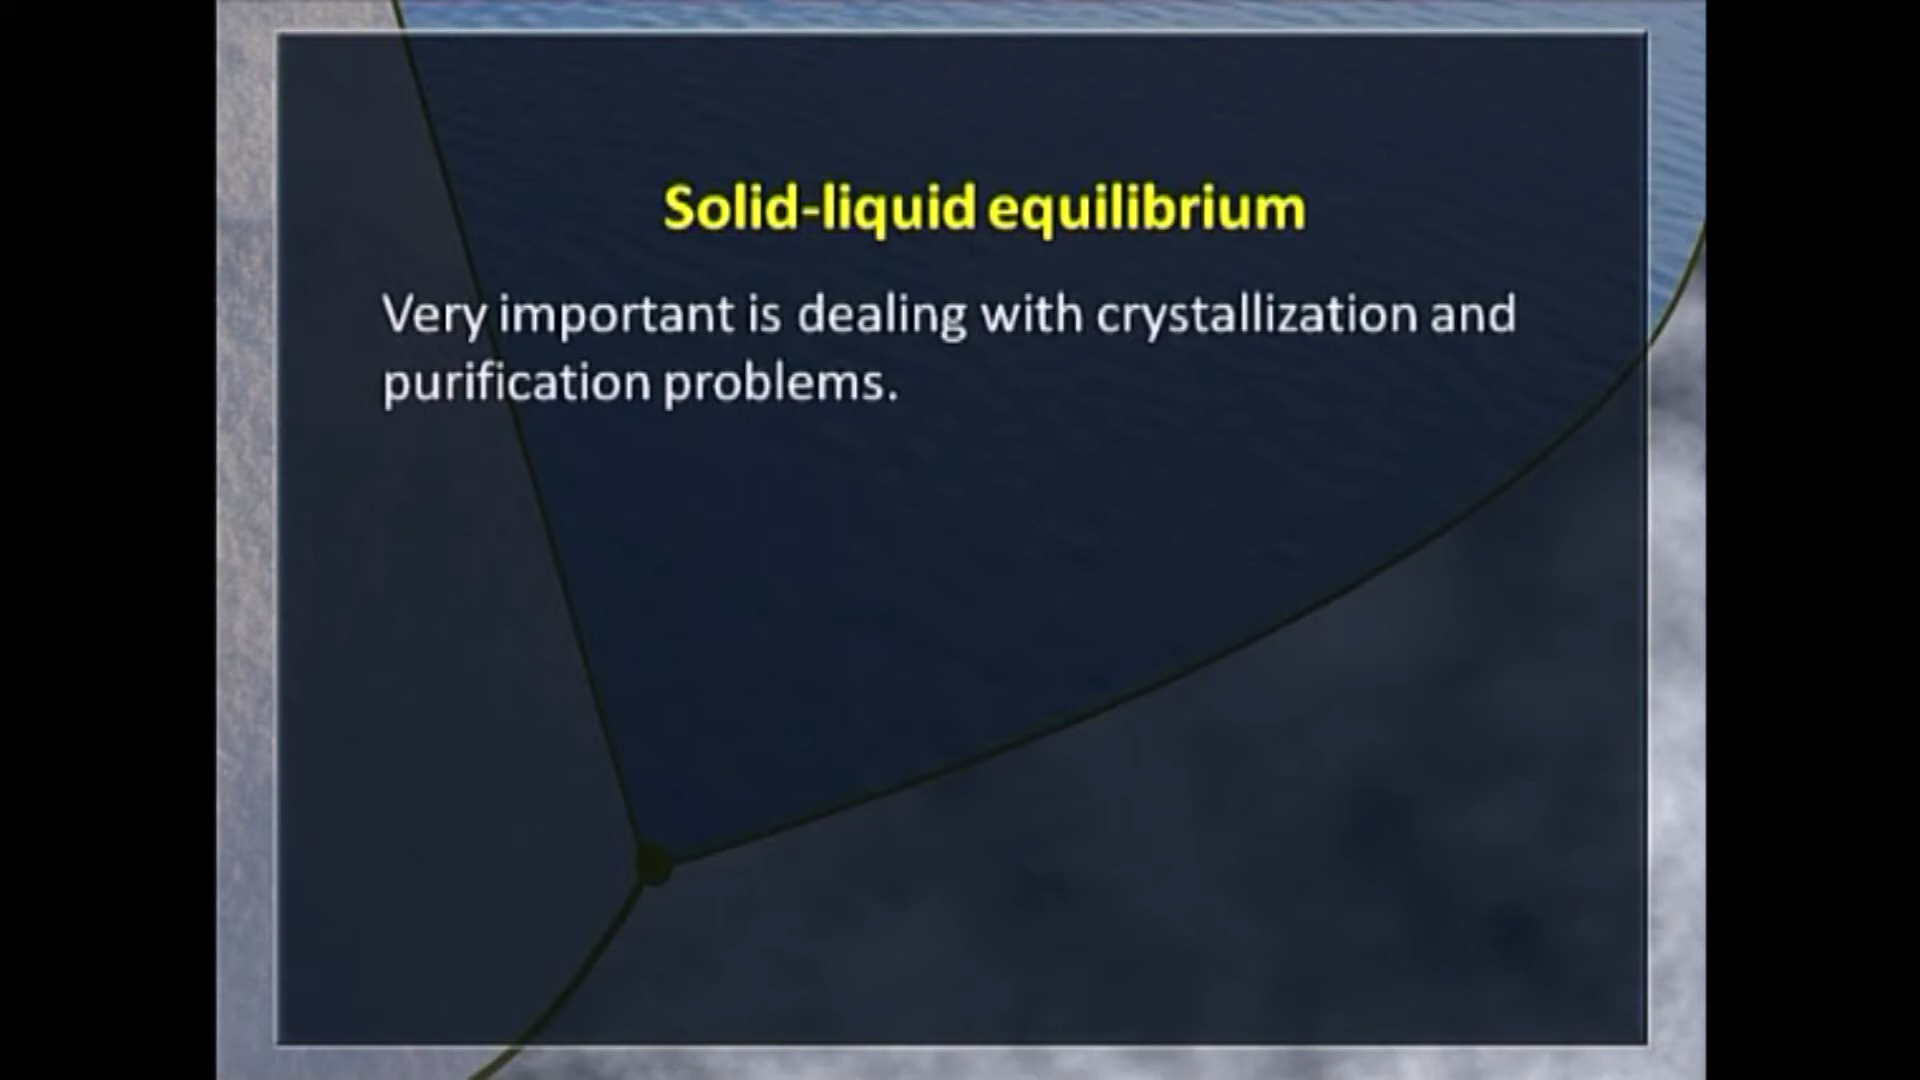 Solid-liquid equilibrium
Very important is dealing with crystallization and
purification problems.